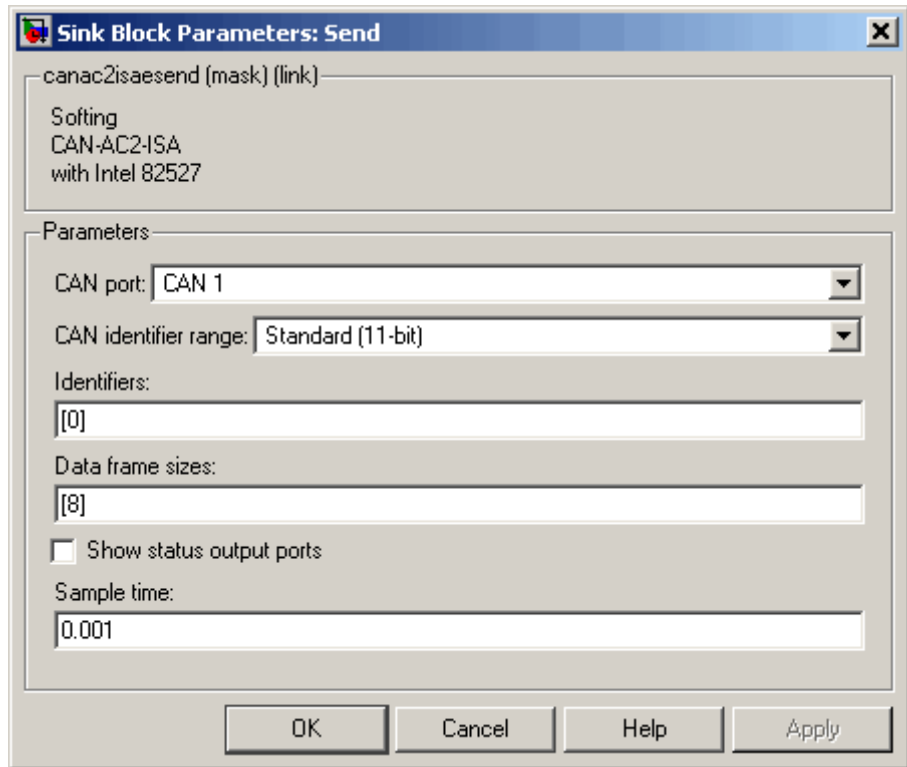 Sink Block Parameters: Send
canac2isaesend (mask) (link)
Softing
CAN-AC2-ISA
with Intel 82527
Parameters
CAN port: CAN 1
CAN identifier range: Standard (11-bit)
Identifiers:
[0]
Data frame sizes:
[8]
Show status output ports
Sample time:
0.001
OK Cancel Help Apply